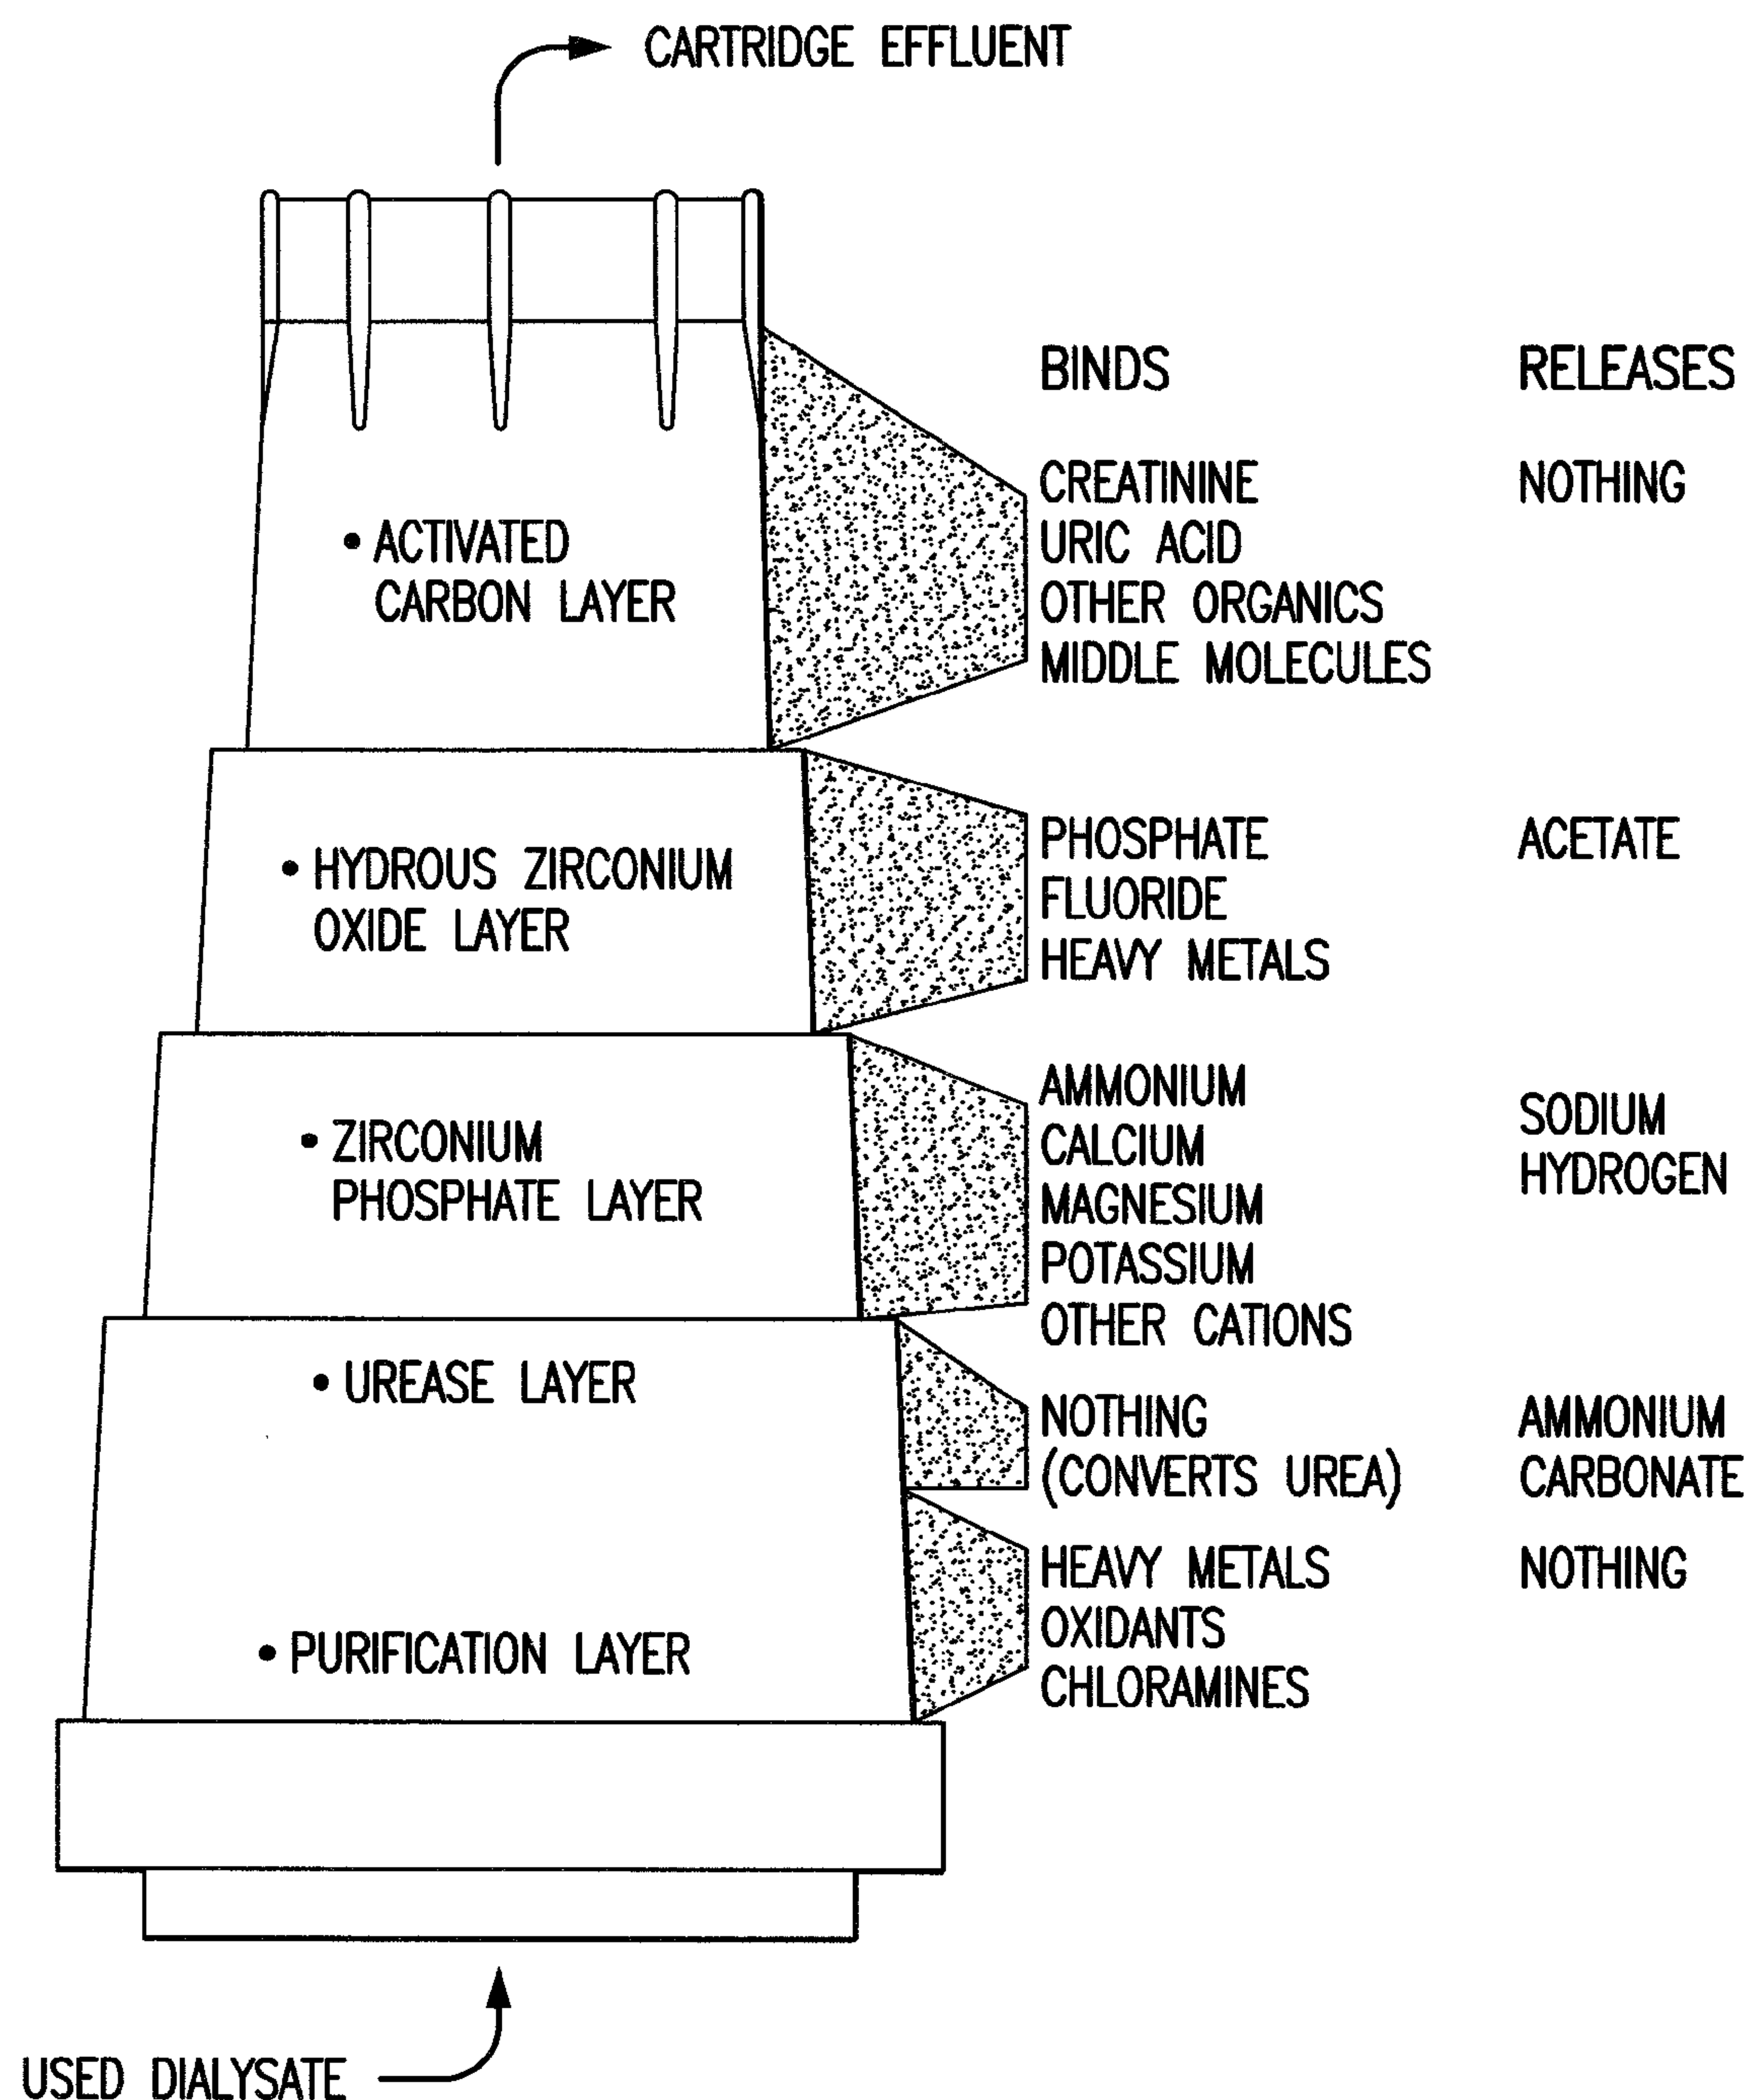 CARTRIDGE EFFLUENT
BINDS RELEASES
CREATININE NOTHING
URIC ACID
OTHER ORGANICS
MIDDLE MOLECULES
• ACTIVATED
CARBON LAYER
PHOSPHATE ACETATE
FLUORIDE
HEAVY METALS
• HYDROUS ZIRCONIUM
OXIDE LAYER
AMMONIUM
CALCIUM
MAGNESIUM
POTASSIUM
OTHER CATIONS
SODIUM
HYDROGEN
• ZIRCONIUM
PHOSPHATE LAYER
• UREASE LAYER
NOTHING AMMONIUM
(CONVERTS UREA) CARBONATE
HEAVY METALS NOTHING
OXIDANTS
CHLORAMINES
• PURIFICATION LAYER
USED DIALYSATE